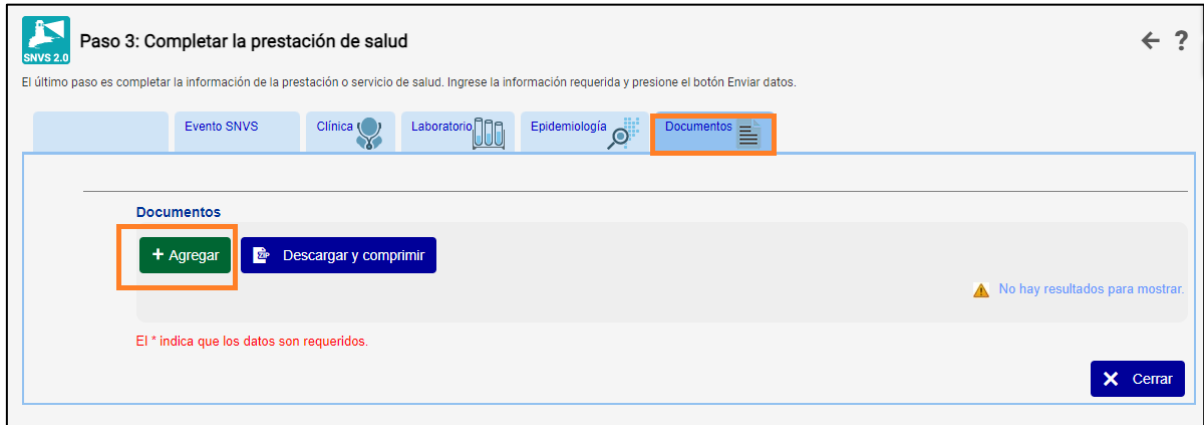 SNVS 2.0
Paso 3: Completar la prestación de salud
?
El último paso es completar la información de la prestación o servicio de salud. Ingrese la información requerida y presione el botón Enviar datos.
Evento SNVS Clínica Laboratorio Epidemiología Documentos
Documentos
+ Agregar ZIP Descargar y comprimir
No hay resultados para mostrar.
El * indica que los datos son requeridos.
X Cerrar